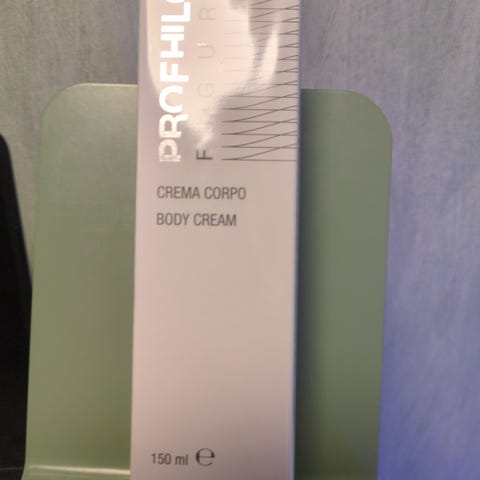 PROFHILO
CREMA CORPO
BODY CREAM
150 ml ℮